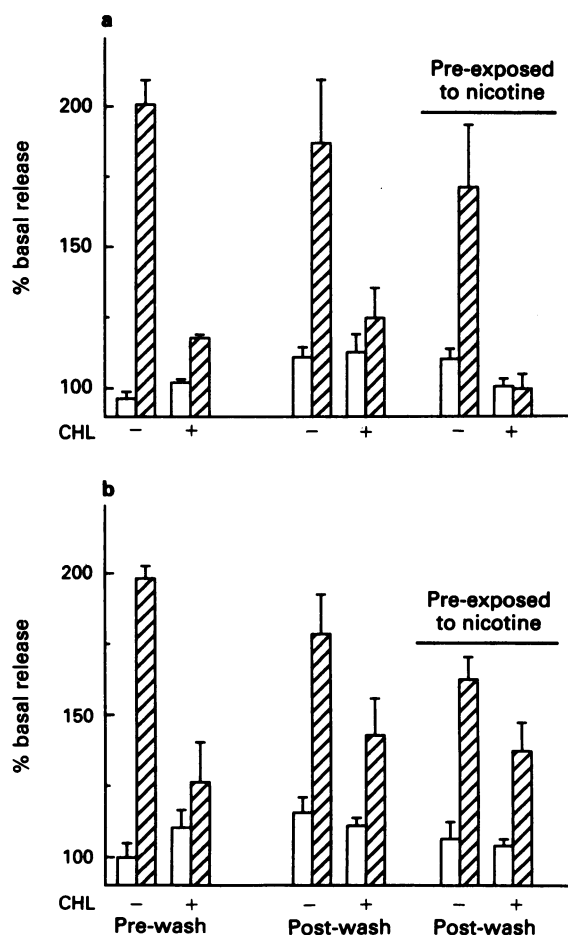 a
Pre-exposed
to nicotine
200
150
100
% basal release
CHL – + – + – +
b
Pre-exposed
to nicotine
200
150
100
% basal release
CHL – + – + – +
Pre-wash Post-wash Post-wash